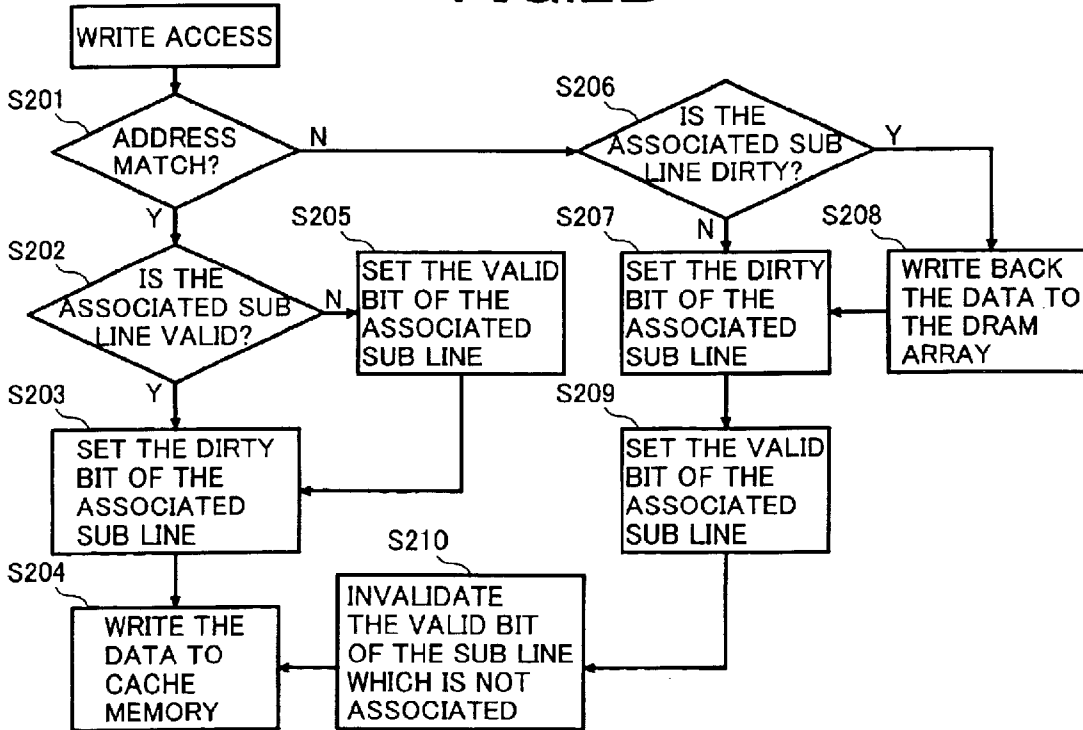 WRITE ACCESS
S201
ADDRESS
MATCH?
N
Y
S206
IS THE
ASSOCIATED SUB
LINE DIRTY?
Y
N
S202
IS THE
ASSOCIATED SUB
LINE VALID?
N
Y
S205
SET THE VALID
BIT OF THE
ASSOCIATED
SUB LINE
S207
SET THE DIRTY
BIT OF THE
ASSOCIATED
SUB LINE
S208
WRITE BACK
THE DATA TO
THE DRAM
ARRAY
S203
SET THE DIRTY
BIT OF THE
ASSOCIATED
SUB LINE
S209
SET THE VALID
BIT OF THE
ASSOCIATED
SUB LINE
S204
WRITE THE
DATA TO
CACHE
MEMORY
S210
INVALIDATE
THE VALID BIT
OF THE SUB LINE
WHICH IS NOT
ASSOCIATED